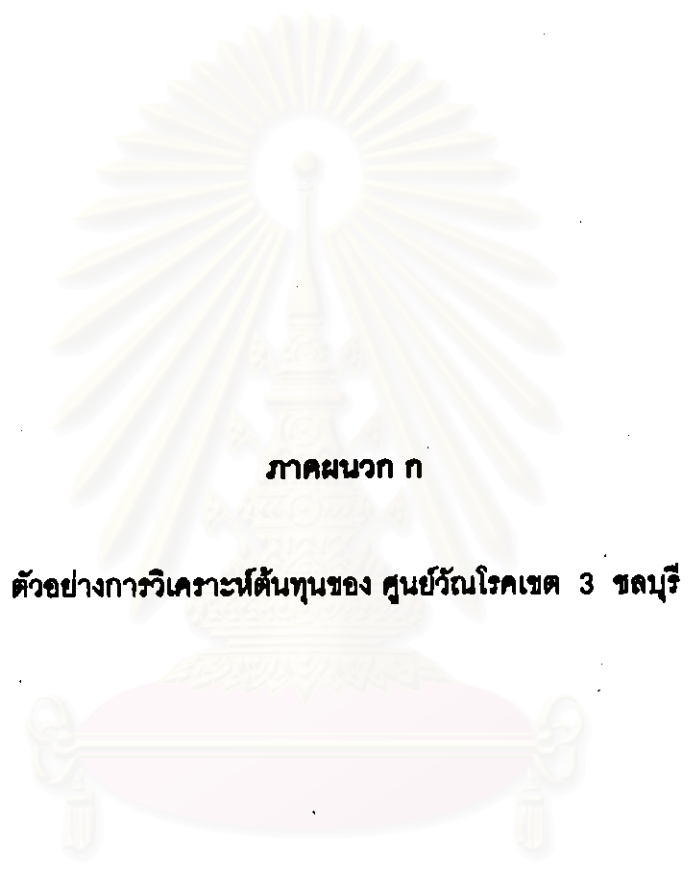 ภาคผนวก ก
ตัวอย่างการวิเคราะห์ต้นทุนของ ศูนย์วัณโรคเขต 3 ชลบุรี